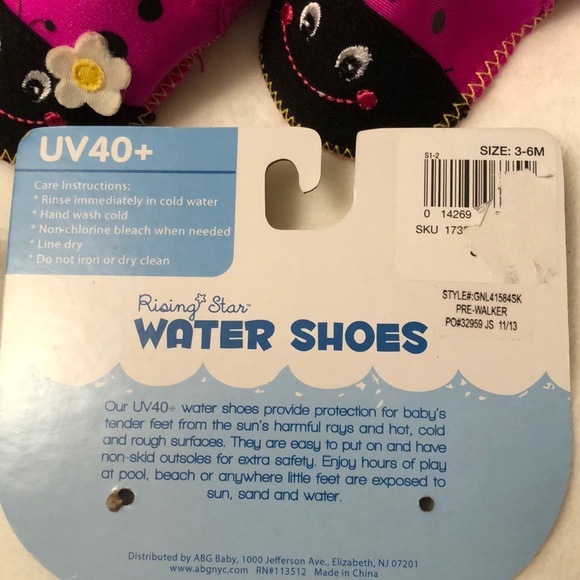 UV40+
Care Instructions:
* Rinse immediately in cold water
* Hand wash cold
* Non-chlorine bleach when needed
* Line dry
* Do not iron or dry clean
S1-2
SIZE: 3-6M
0 14269
SKU
STYLE#:GNL41584SK
PRE-WALKER
PO#32959 JS 11/13
Rising Star™
WATER SHOES
Our UV40+ water shoes provide protection for baby's
tender feet from the sun's harmful rays and hot, cold
and rough surfaces. They are easy to put on and have
non-skid outsoles for extra safety. Enjoy hours of play
at pool, beach or anywhere little feet are exposed to
sun, sand and water.
Distributed by ABG Baby, 1000 Jefferson Ave., Elizabeth, NJ 07201
www.abgnyc.com RN#113512 Made in China